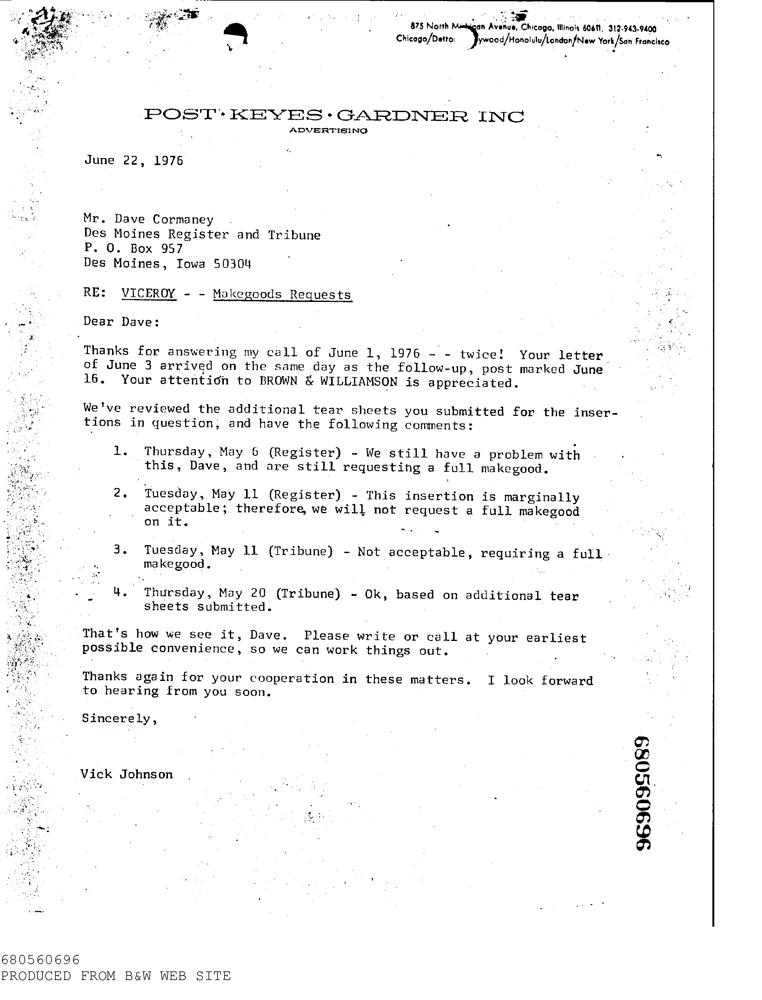 875 North Avenue, Chicago, Illinois 60611, 312-943-9400
Chicago/Detro ywood/Honolulu/London/New York/San Francisco
POST·KEYES·GARDNER INC
ADVERTISING
June 22, 1976
Mr. Dave Cormaney
Des Moines Register and Tribune
P. O. Box 957
Des Moines, Iowa 50304
RE: VICEROY - - Makegoods Requests
Dear Dave:
Thanks for answering my call of June 1, 1976 - - twice! Your letter
of June 3 arrived on the same day as the follow-up, post marked June
16. Your attention to BROWN & WILLIAMSON is appreciated.
We've reviewed the additional tear sheets you submitted for the inser-
tions in question, and have the following comments:
1. Thursday, May 6 (Register) - We still have a problem with
this, Dave, and are still requesting a full makegood.
2. Tuesday, May 11 (Register) - This insertion is marginally
acceptable; therefore, we will not request a full makegood
on it.
3. Tuesday, May 11 (Tribune) - Not acceptable, requiring a full
makegood.
4. Thursday, May 20 (Tribune) - Ok, based on additional tear
sheets submitted.
That's how we see it, Dave. Please write or call at your earliest
possible convenience, so we can work things out.
Thanks again for your cooperation in these matters. I look forward
to hearing from you soon.
Sincerely,
Vick Johnson
680560696
680560696
PRODUCED FROM B&W WEB SITE